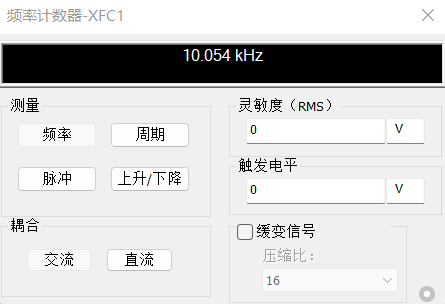 频率计数器-XFC1
10.054 kHz
测量
频率
周期
脉冲
上升/下降
耦合
交流
直流
灵敏度（RMS）
0
V
触发电平
0
V
缓变信号
压缩比：
16